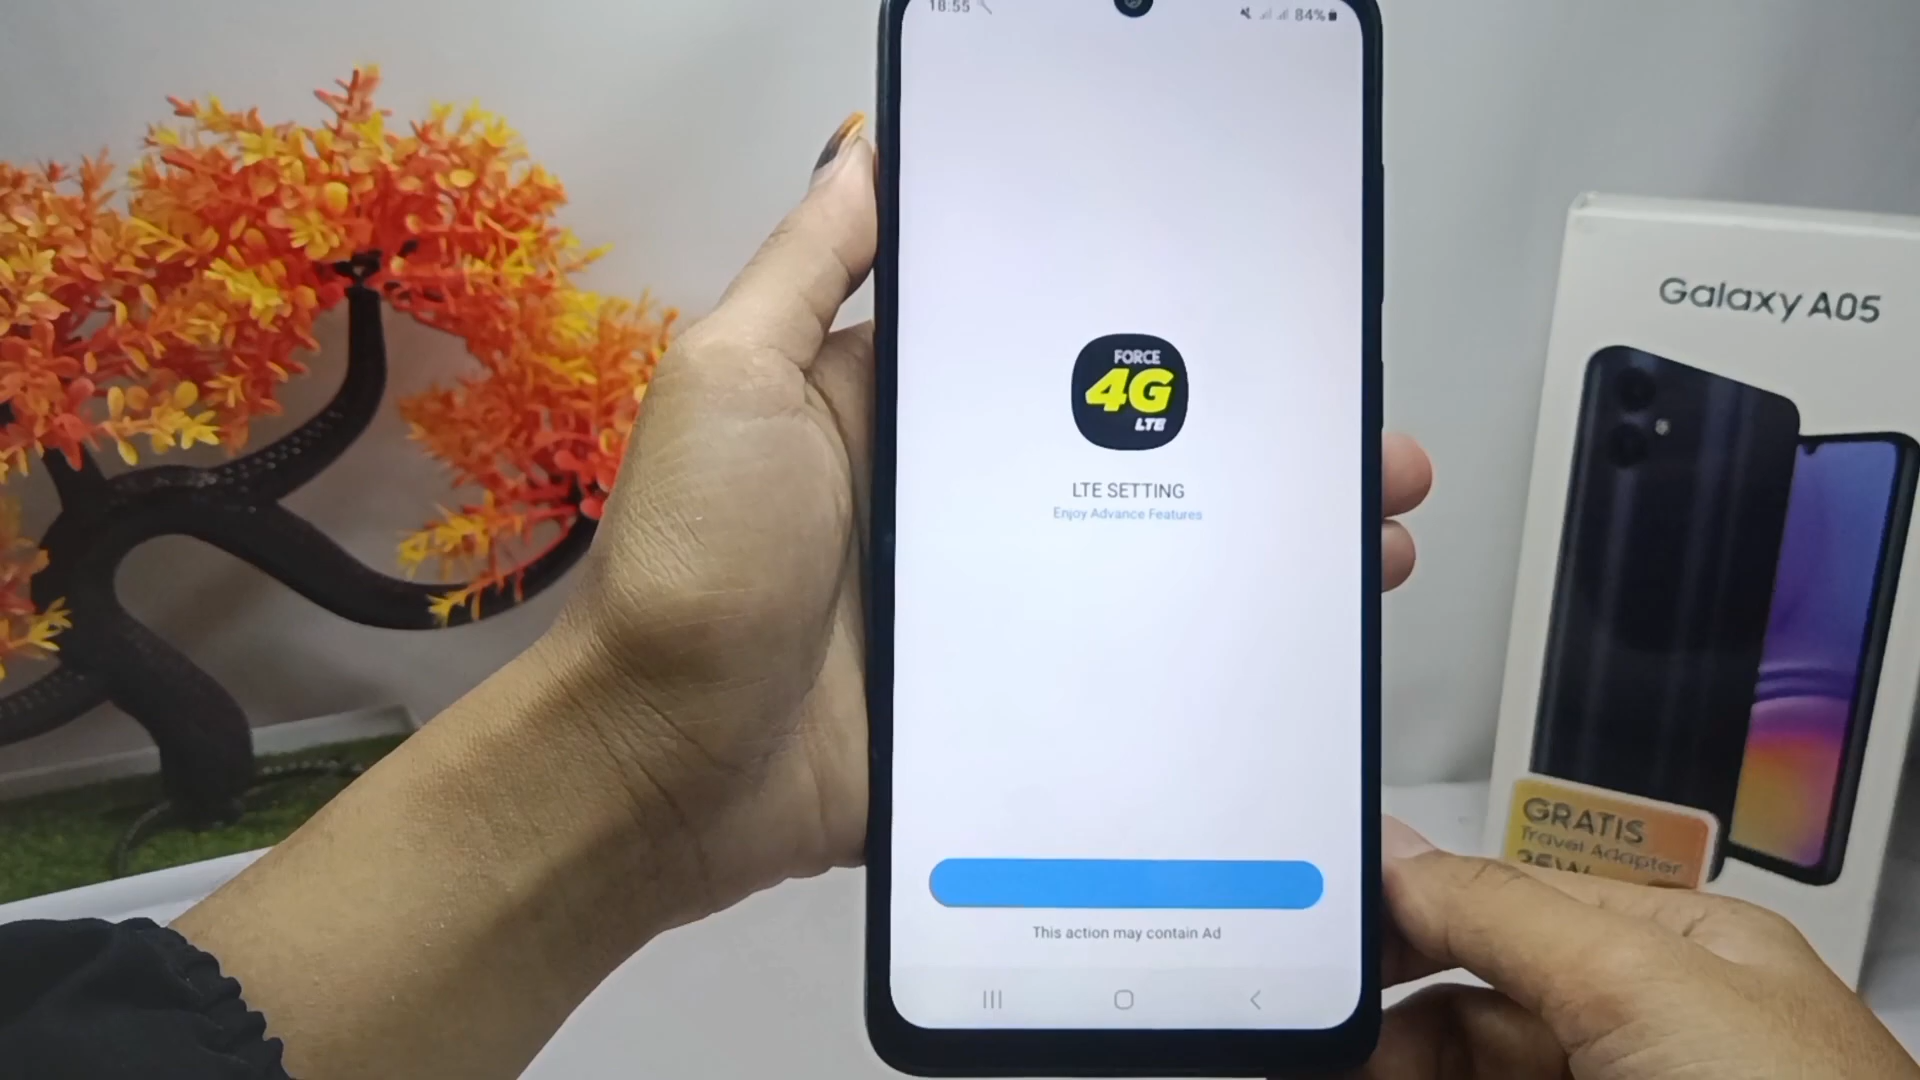 18:55
84%
FORCE
4G
LTE
LTE SETTING
Enjoy Advance Features
This action may contain Ad
Galaxy A05
GRATIS
Travel Adapter
25W